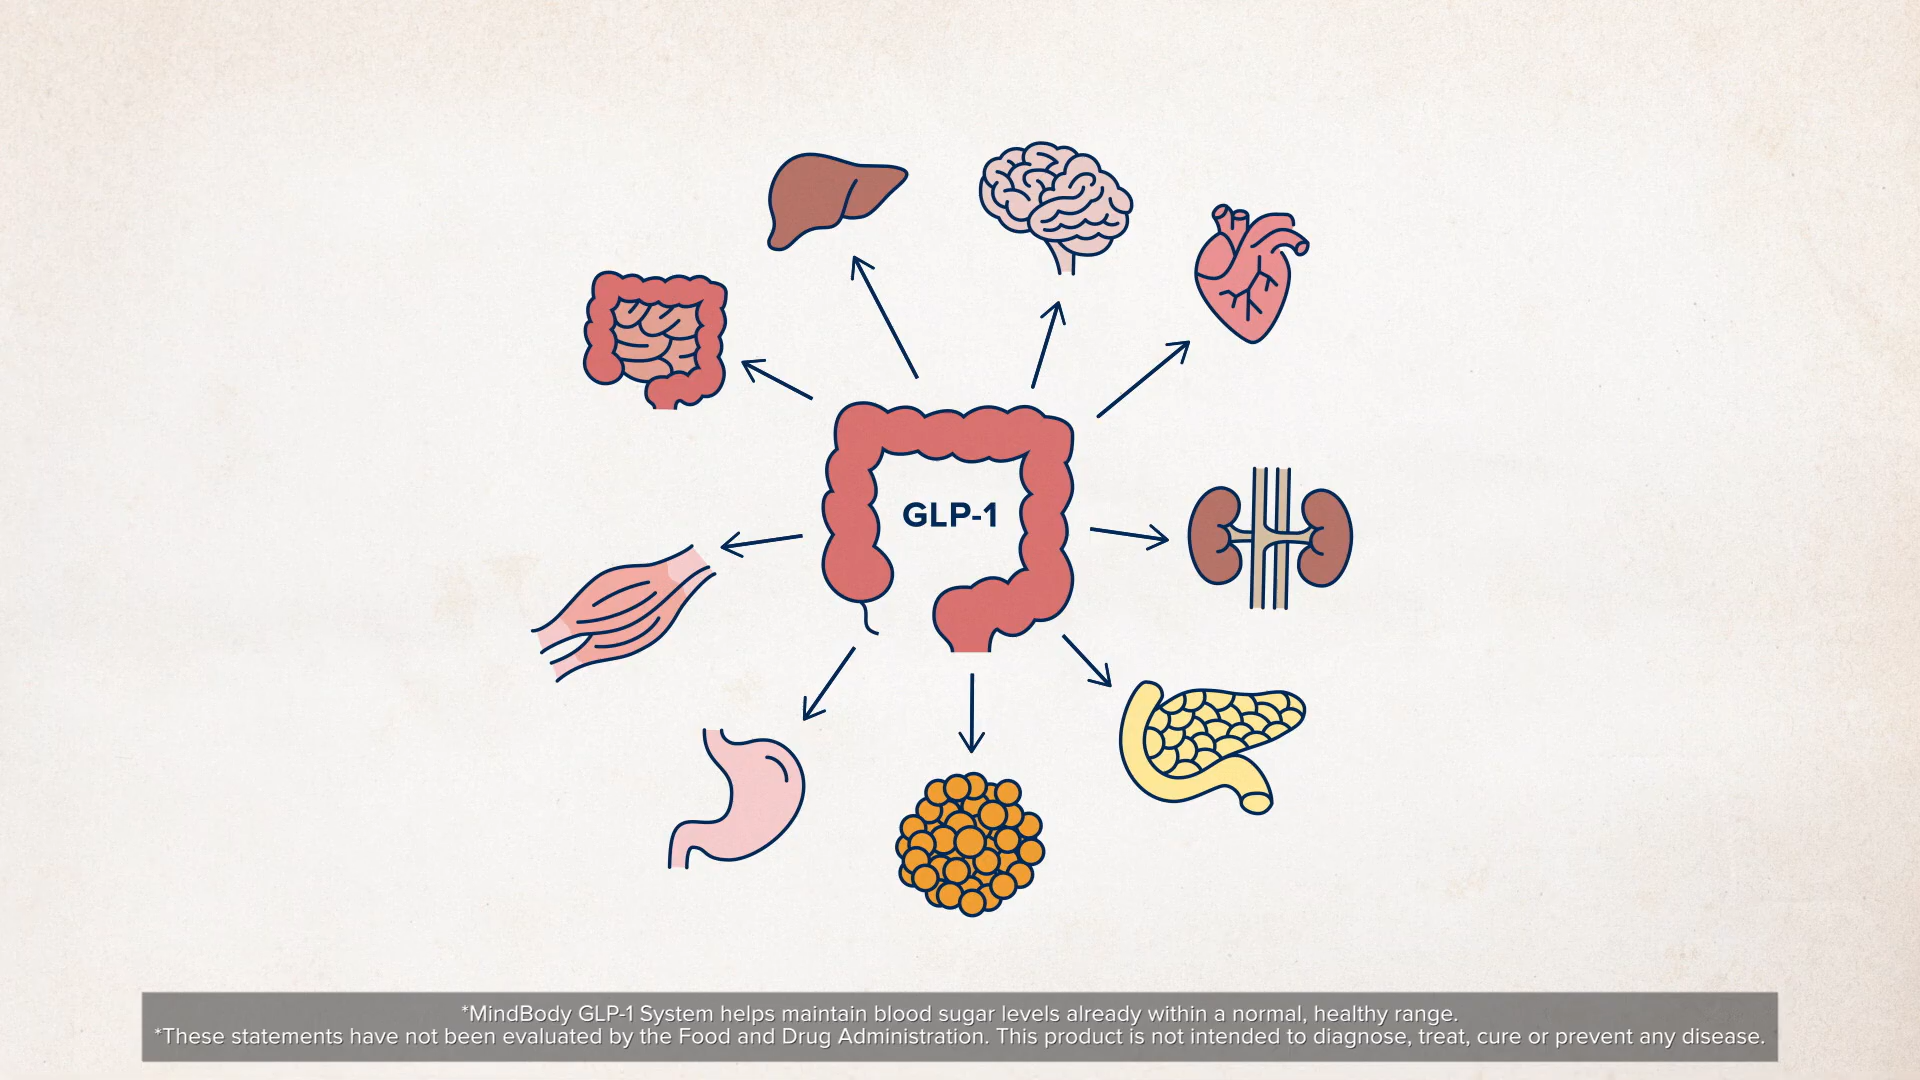 GLP-1
*MindBody GLP-1 System helps maintain blood sugar levels already within a normal, healthy range.
*These statements have not been evaluated by the Food and Drug Administration. This product is not intended to diagnose, treat, cure or prevent any disease.